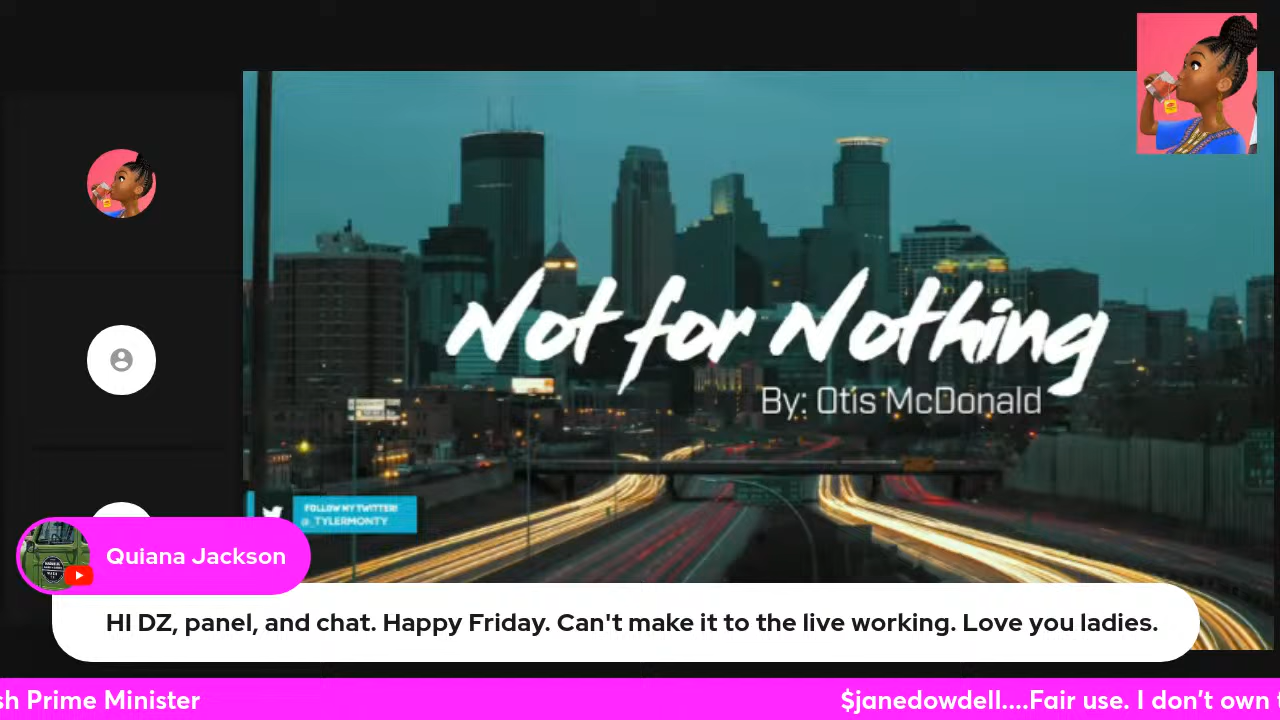 Not for Nothing
By: Otis McDonald
FOLLOW MY TWITTER!
@_TYLERMONTY
Quiana Jackson
HI DZ, panel, and chat. Happy Friday. Can't make it to the live working. Love you ladies.
sh Prime Minister
$janedowdell....Fair use. I don't own t